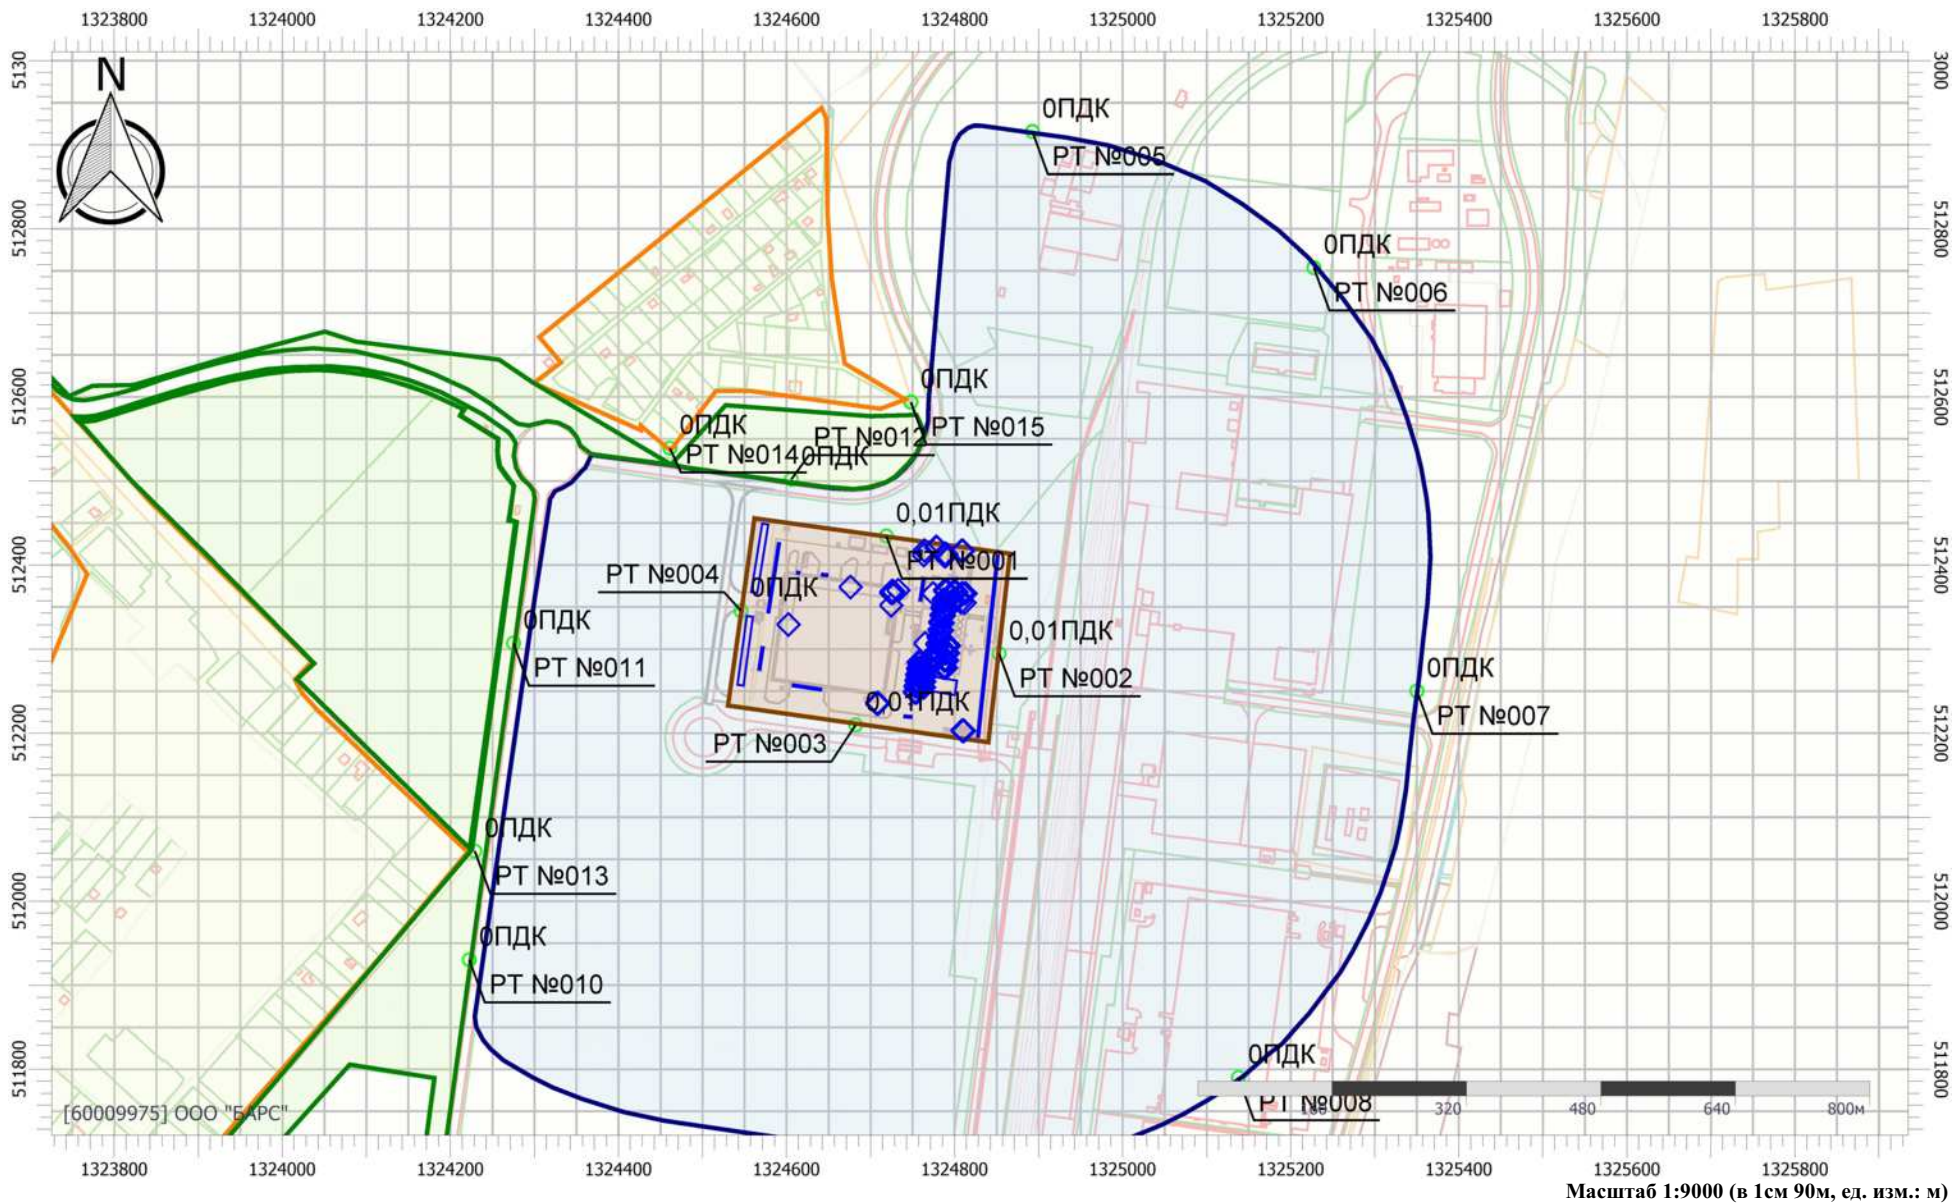 1323800 1324000 1324200 1324400 1324600 1324800 1325000 1325200 1325400 1325600 1325800
5130
3000
N
0ПДК
РТ №005
512800
512800
0ПДК
РТ №006
512600
512600
0ПДК
РТ №015
0ПДК
РТ №014
РТ №012
0ПДК
0,01ПДК
РТ №001
512400
512400
РТ №004
0ПДК
0ПДК
РТ №011
0,01ПДК
РТ №002
0ПДК
РТ №007
0,01ПДК
РТ №003
512200
512200
0ПДК
РТ №013
512000
512000
0ПДК
РТ №010
511800
511800
0ПДК
РТ №008
160 320 480 640 800м
[60009975] ООО "БАРС"
1323800 1324000 1324200 1324400 1324600 1324800 1325000 1325200 1325400 1325600 1325800
Масштаб 1:9000 (в 1см 90м, ед. изм.: м)